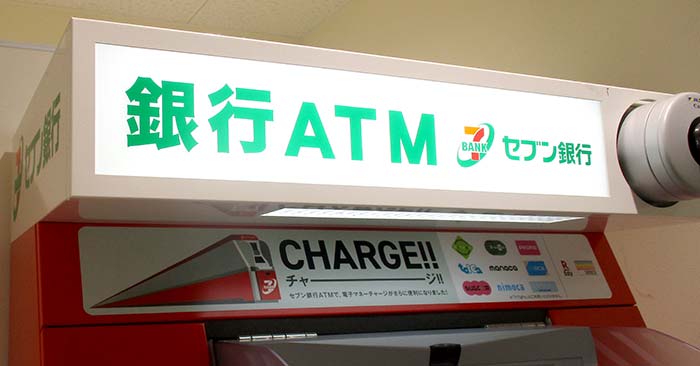 銀行ATM
7
BANK
セブン銀行
セブン銀行
CHARGE!!
チャージ!!
セブン銀行ATMで、電子マネーチャージがさらに便利になりました!
manaca
SUGOCA
nimoca